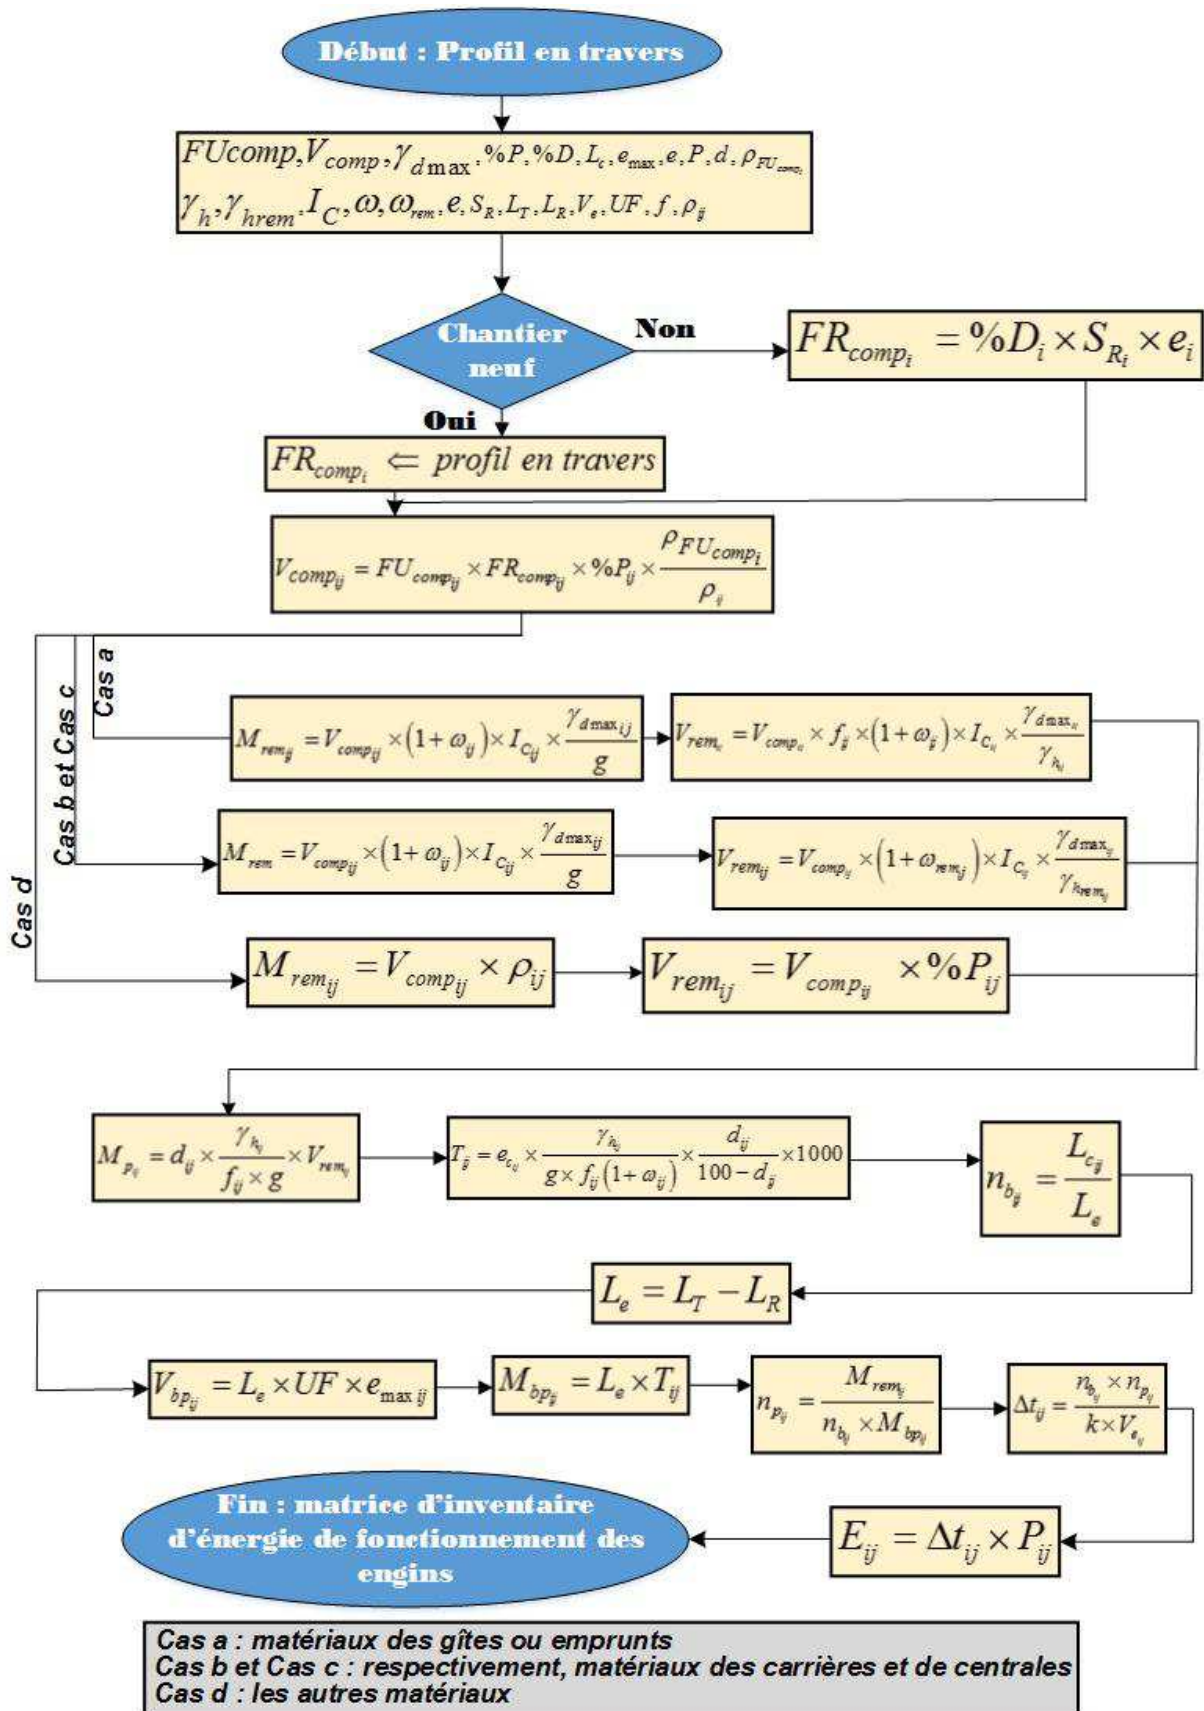 Début : Profil en travers
FUcomp, V_comp, γ_dmax, %P, %D, L_c, e_max, e, P, d, ρ_FU_comp_i
γ_h, γ_hrem, I_C, ω, ω_rem, e, S_R, L_T, L_R, V_e, UF, f, ρ_ij
Chantier
neuf
Non
FR_comp_i = %D_i × S_R_i × e_i
Oui
FR_comp_i ⇐ profil en travers
V_comp_ij = FU_comp_ij × FR_comp_ij × %P_ij × ρ_FU_comp_i / ρ_ij
Cas a
Cas b et Cas c
Cas d
M_rem_ij = V_comp_ij × (1 + ω_ij) × I_C_ij × γ_dmax_ij / g
V_rem_ij = V_comp_ij × f_ij × (1 + ω_ij) × I_C_ij × γ_dmax_ij / γ_h_ij
M_rem = V_comp_ij × (1 + ω_ij) × I_C_ij × γ_dmax_ij / g
V_rem_ij = V_comp_ij × (1 + ω_rem_ij) × I_C_ij × γ_dmax_ij / γ_hrem_ij
M_rem_ij = V_comp_ij × ρ_ij
V_rem_ij = V_comp_ij × %P_ij
M_p_ij = d_ij × γ_h_ij / (f_ij × g) × V_rem_ij
T_ij = e_c_ij × γ_h_ij / (g × f_ij (1 + ω_ij)) × d_ij / (100 − d_ij) × 1000
n_b_ij = L_c_ij / L_e
L_e = L_T − L_R
V_bp_ij = L_e × UF × e_max ij
M_bp_ij = L_e × T_ij
n_p_ij = M_rem_ij / (n_b_ij × M_bp_ij)
Δt_ij = (n_b_ij × n_p_ij) / (k × V_e_ij)
E_ij = Δt_ij × P_ij
Fin : matrice d'inventaire
d'énergie de fonctionnement des
engins
Cas a : matériaux des gîtes ou emprunts
Cas b et Cas c : respectivement, matériaux des carrières et de centrales
Cas d : les autres matériaux